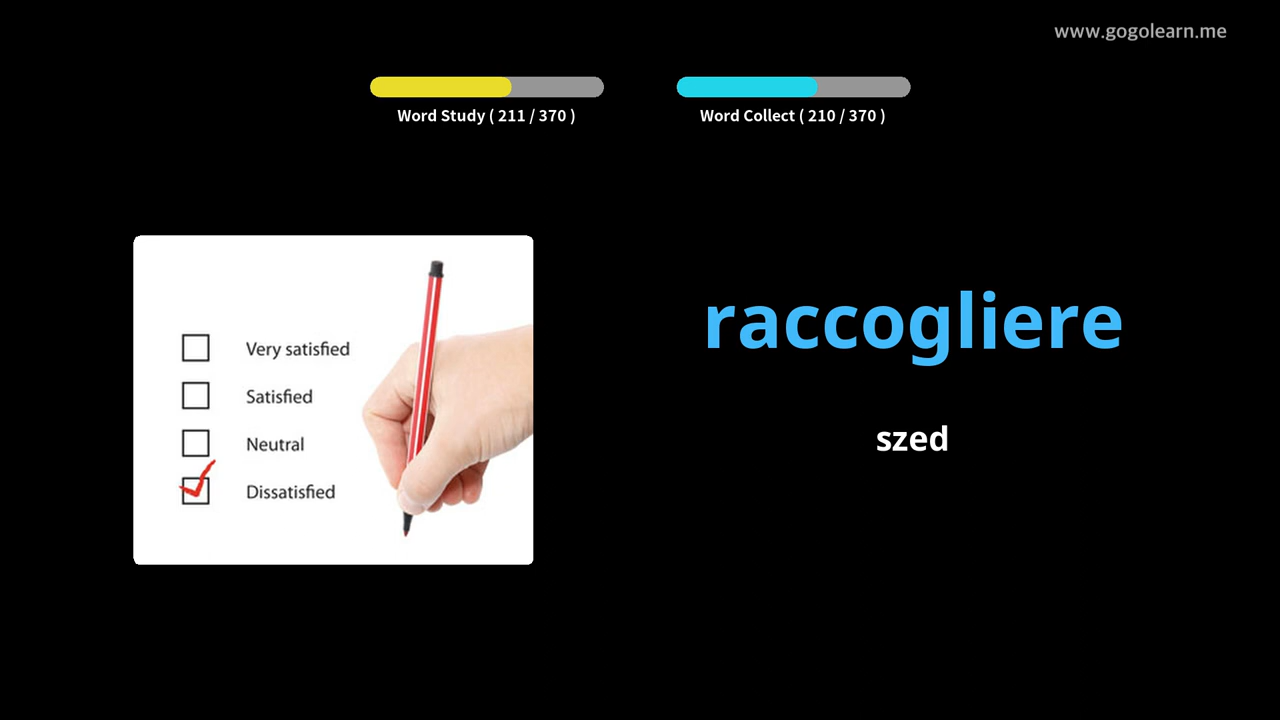 www.gogolearn.me
Word Study ( 211 / 370 )
Word Collect ( 210 / 370 )
Very satisfied
Satisfied
Neutral
Dissatisfied
raccogliere
szed